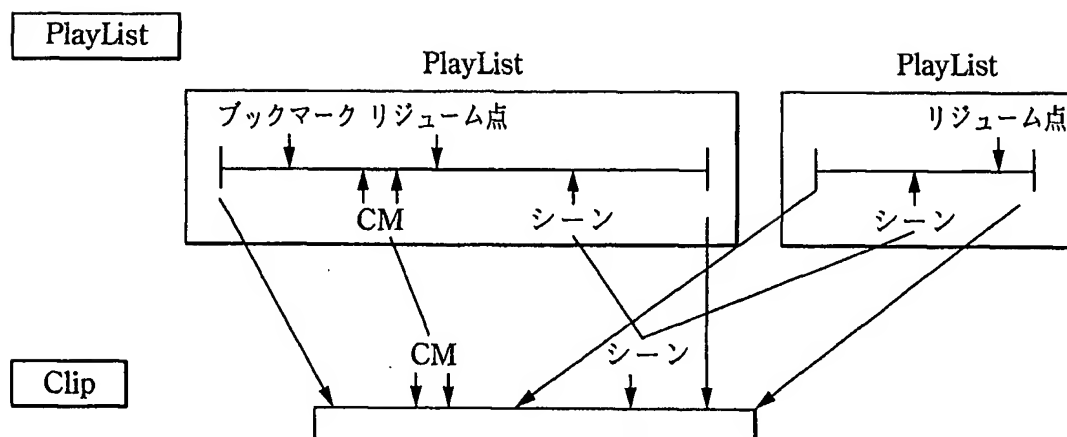 PlayList
PlayList PlayList
ブックマーク リジューム点 リジューム点
CM シーン シーン
CM シーン
Clip